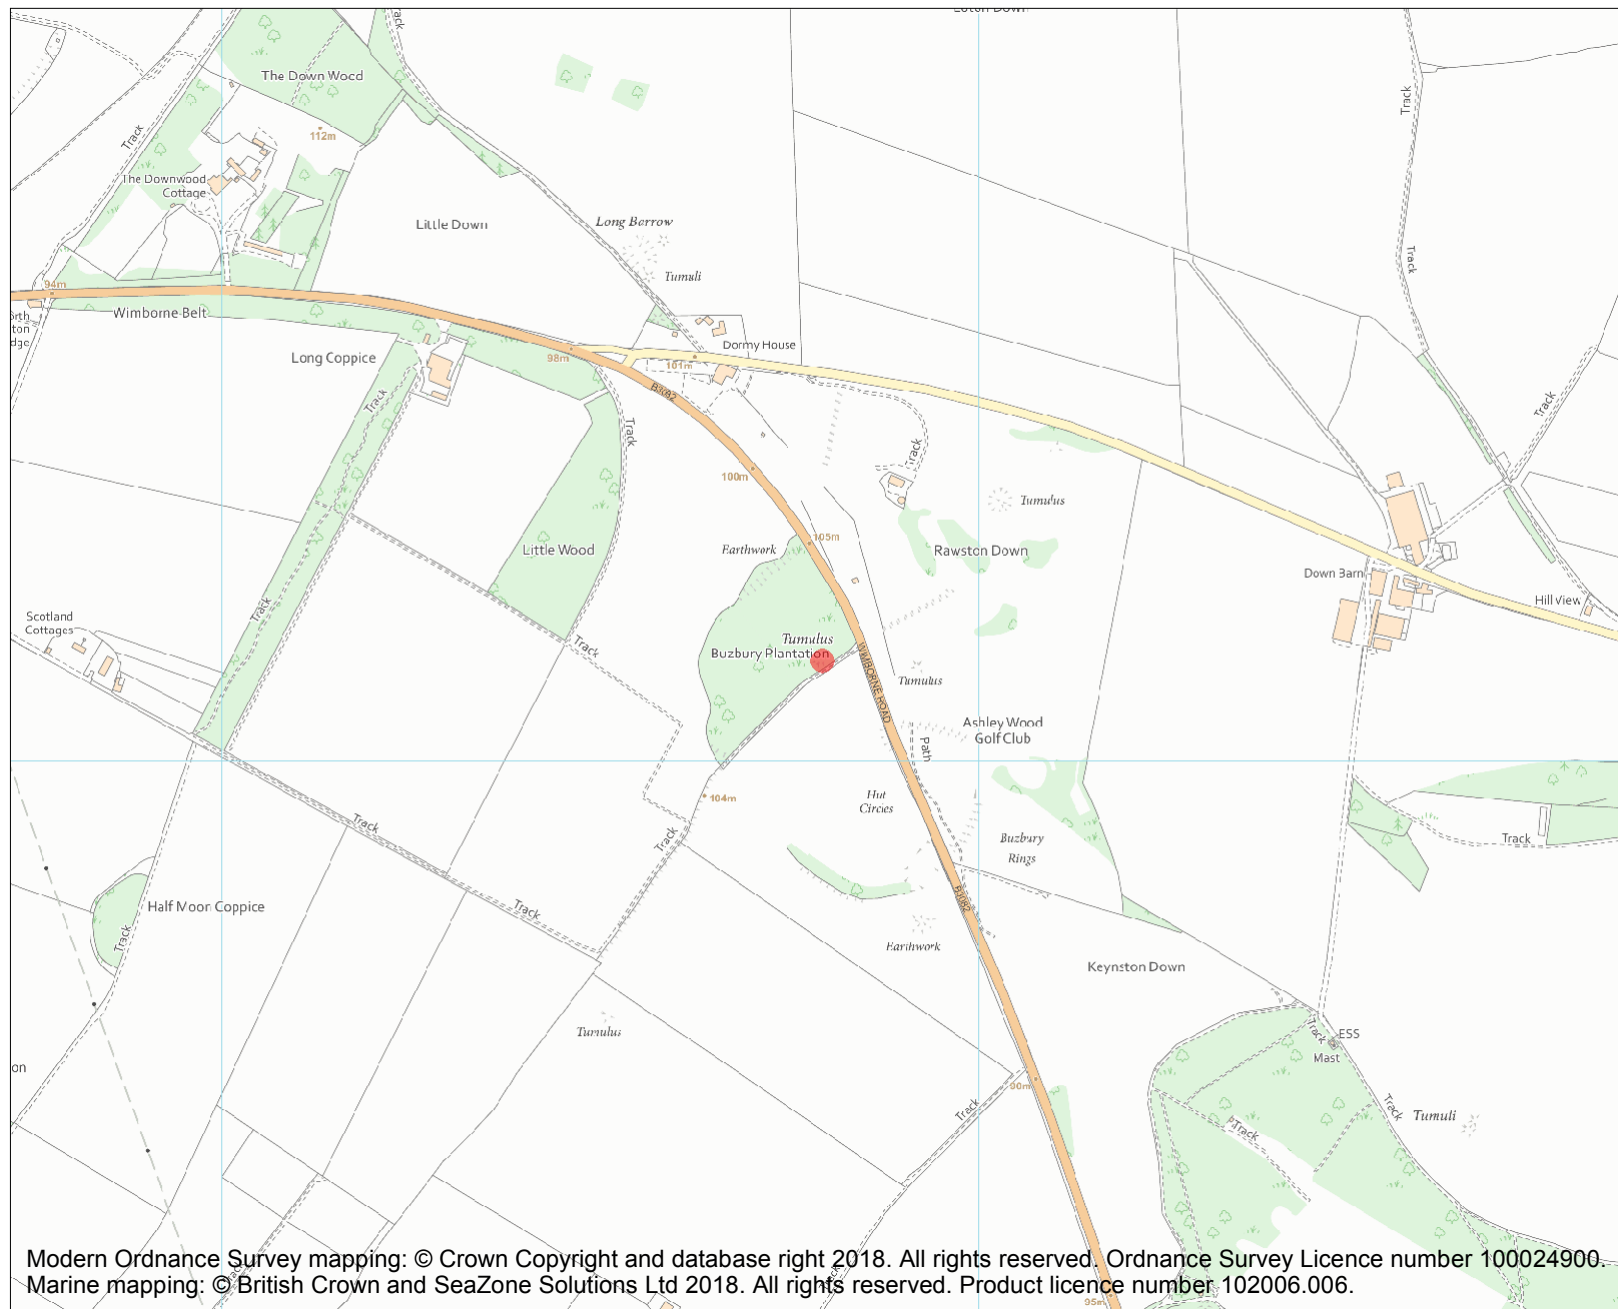 Track
The Down Wood
Track
112m
Track
The Downwood
Cottage
Little Down
Long Barrow
Track
Tumuli
94m
Wimborne Belt
Long Coppice
98m
101m
Dormy House
B3082
Track
Track
Track
Track
100m
Tumulus
105m
Earthwork
Rawston Down
Little Wood
Down Barn
Hill View
Scotland
Cottages
Track
Track
Tumulus
Buzbury Plantation
WIMBORNE ROAD
Tumulus
Ashley Wood
Golf Club
Path
104m
Hut
Circles
Buzbury
Rings
Track
Track
Track
Half Moon Coppice
Track
Track
B3082
Earthwork
Keynston Down
Tumulus
Track
ESS
Mast
on
90m
Track
Track
Tumuli
Track
Modern Ordnance Survey mapping: © Crown Copyright and database right 2018. All rights reserved. Ordnance Survey Licence number 100024900.
Marine mapping: © British Crown and SeaZone Solutions Ltd 2018. All rights reserved. Product licence number 102006.006.
Track
Track
95m